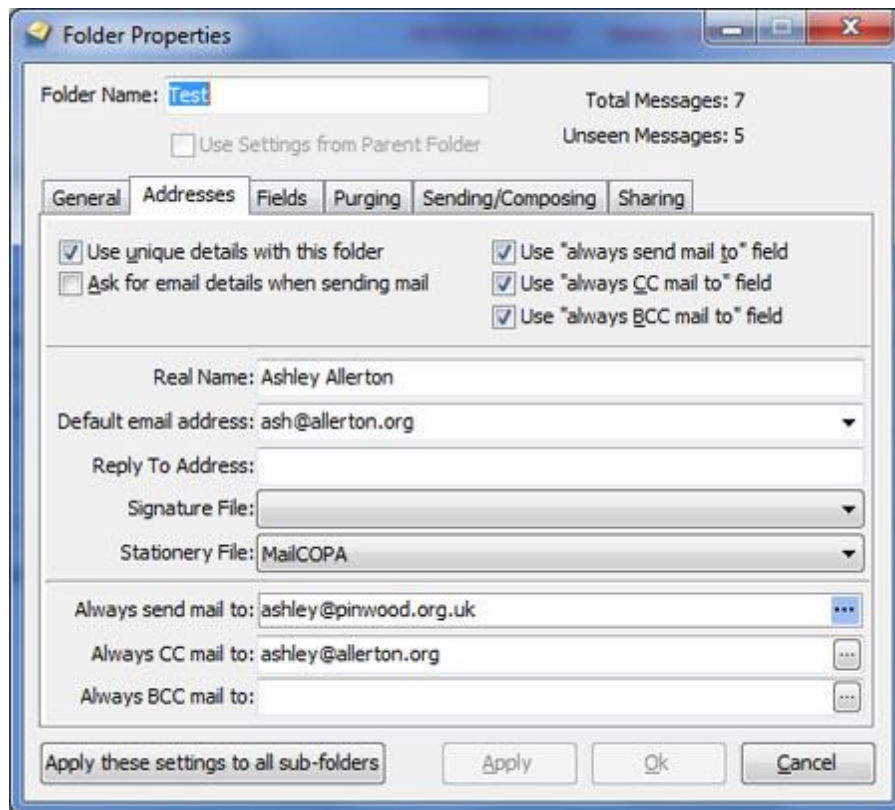 Folder Properties
Folder Name: Test
Total Messages: 7
Use Settings from Parent Folder
Unseen Messages: 5
General Addresses Fields Purging Sending/Composing Sharing
Use unique details with this folder
Use "always send mail to" field
Ask for email details when sending mail
Use "always CC mail to" field
Use "always BCC mail to" field
Real Name: Ashley Allerton
Default email address: ash@allerton.org
Reply To Address:
Signature File:
Stationery File: MailCOPA
Always send mail to: ashley@pinwood.org.uk ...
Always CC mail to: ashley@allerton.org ...
Always BCC mail to: ...
Apply these settings to all sub-folders Apply Ok Cancel